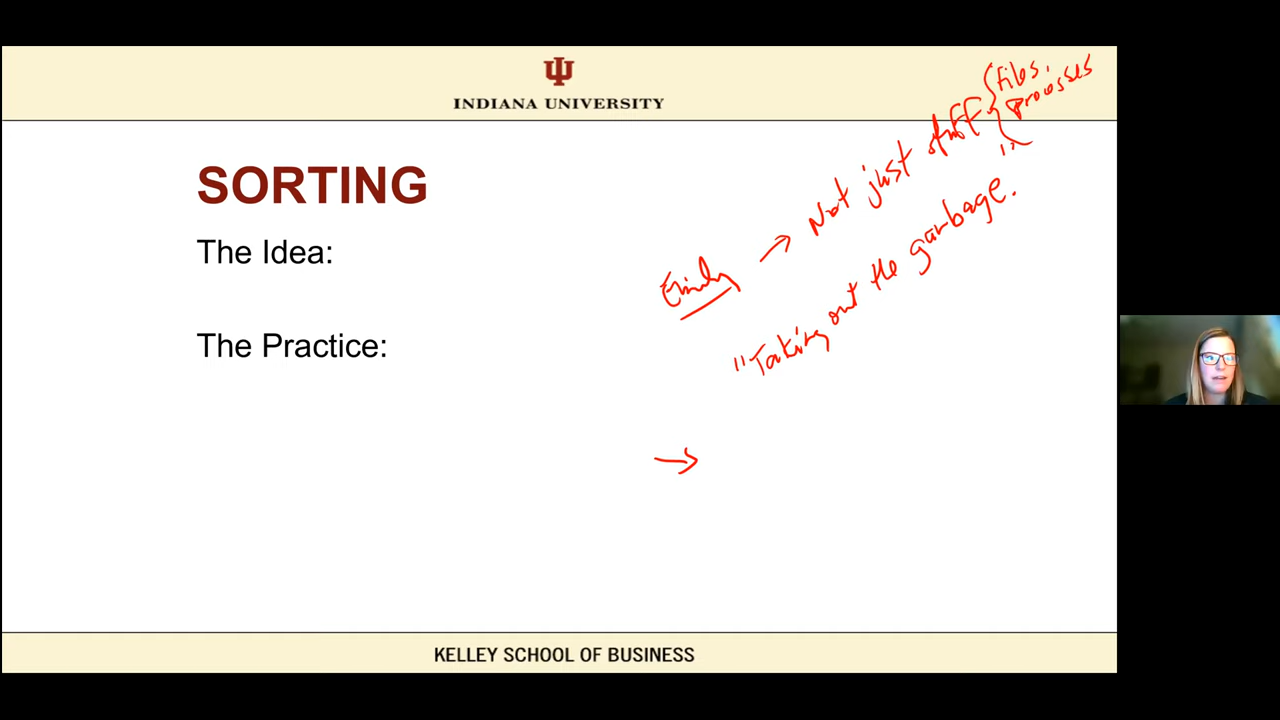 INDIANA UNIVERSITY
SORTING
The Idea:
The Practice:
Emily → Not just stuff { files, processes
"Taking out the garbage.
→
KELLEY SCHOOL OF BUSINESS